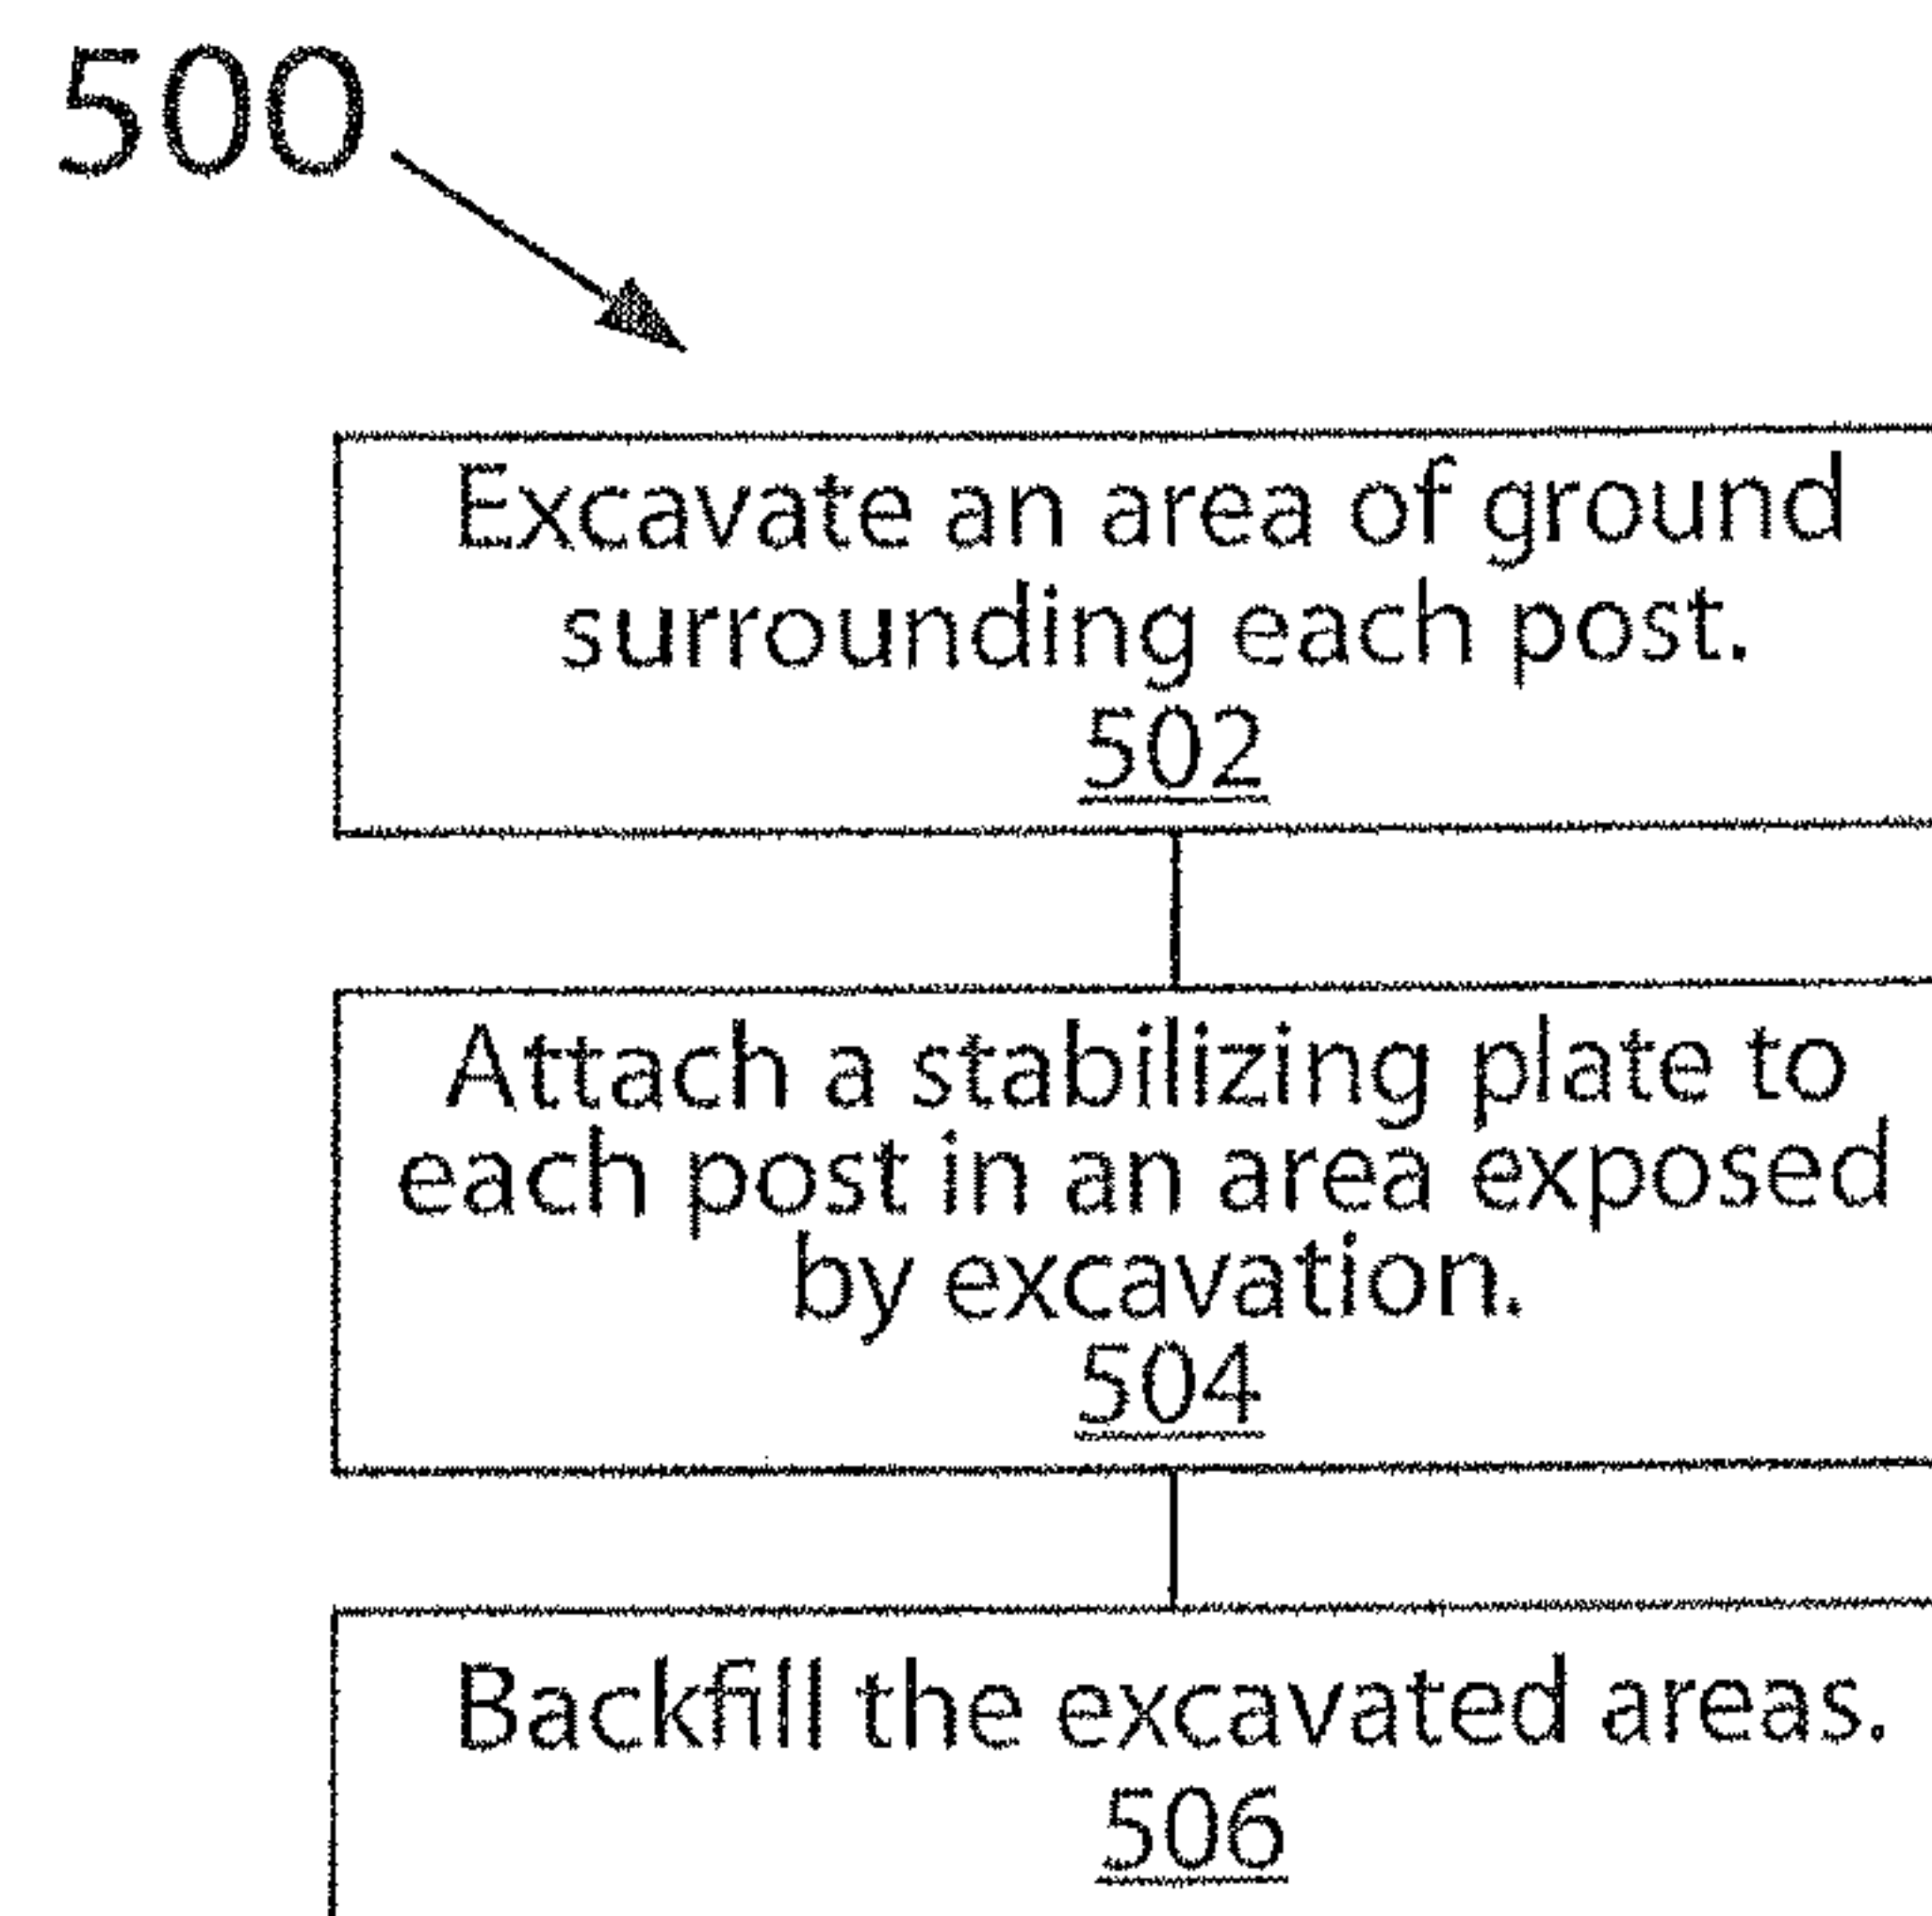 500
Excavate an area of ground
surrounding each post.
502
Attach a stabilizing plate to
each post in an area exposed
by excavation.
504
Backfill the excavated areas.
506